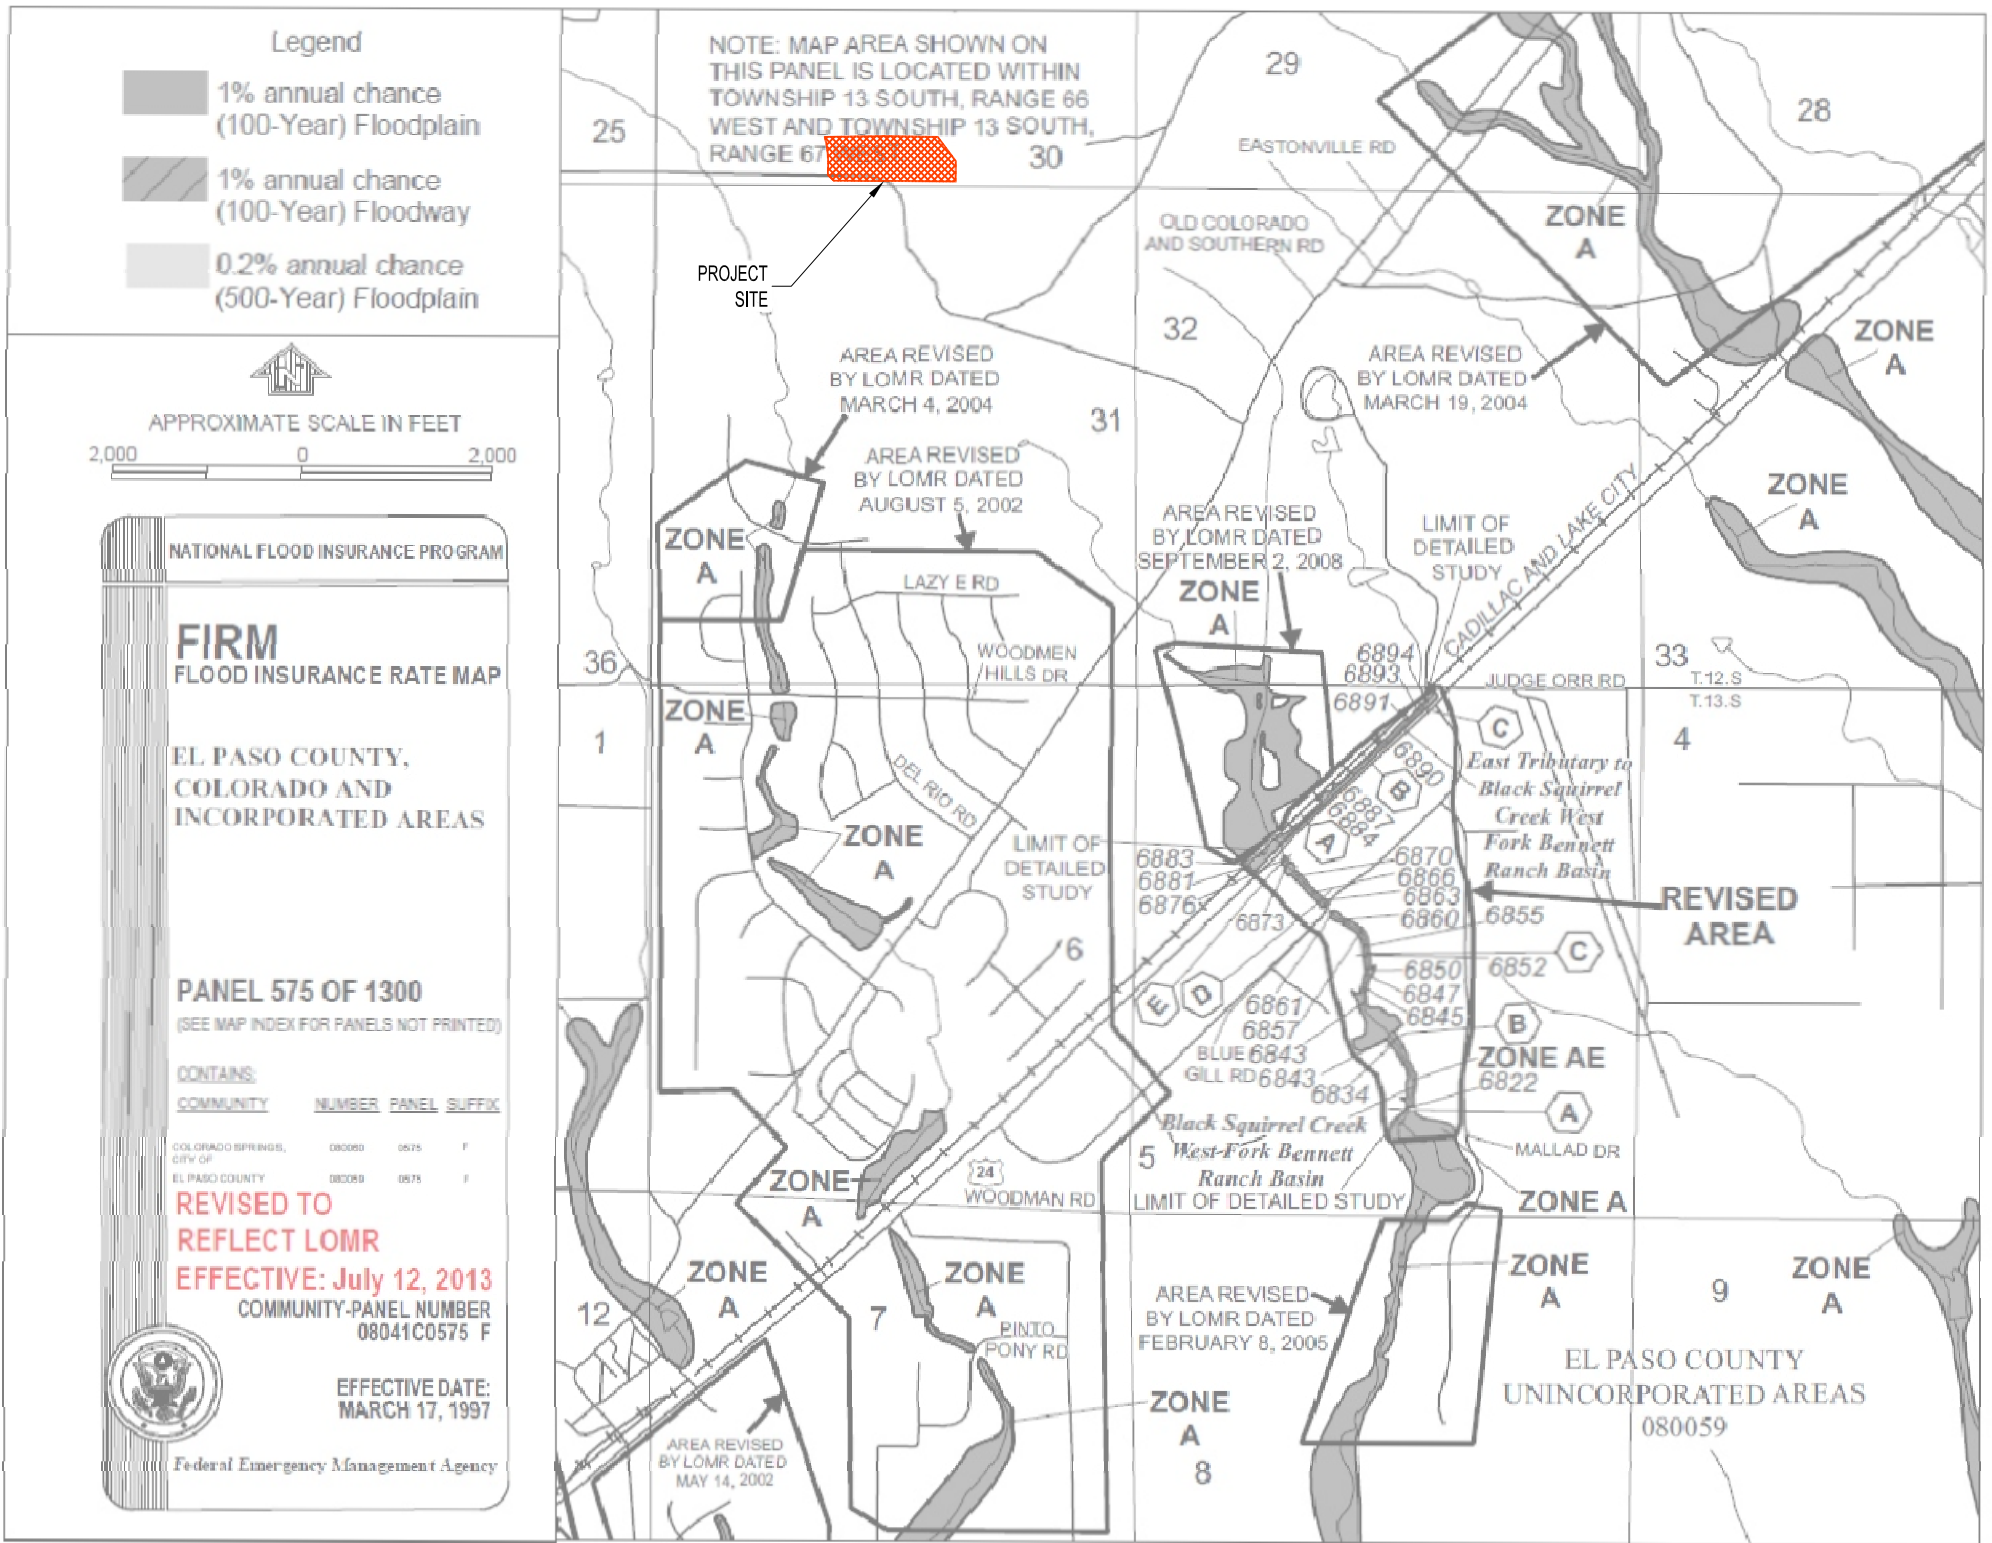 Legend
1% annual chance
(100-Year) Floodplain
1% annual chance
(100-Year) Floodway
0.2% annual chance
(500-Year) Floodplain
APPROXIMATE SCALE IN FEET
2,000 0 2,000
NATIONAL FLOOD INSURANCE PROGRAM
FIRM
FLOOD INSURANCE RATE MAP
EL PASO COUNTY,
COLORADO AND
INCORPORATED AREAS
PANEL 575 OF 1300
(SEE MAP INDEX FOR PANELS NOT PRINTED)
CONTAINS:
COMMUNITY NUMBER PANEL SUFFIX
COLORADO SPRINGS,
CITY OF 080060 0575 F
EL PASO COUNTY 080059 0575 F
REVISED TO
REFLECT LOMR
EFFECTIVE: July 12, 2013
COMMUNITY-PANEL NUMBER
08041C0575 F
EFFECTIVE DATE:
MARCH 17, 1997
Federal Emergency Management Agency
NOTE: MAP AREA SHOWN ON
THIS PANEL IS LOCATED WITHIN
TOWNSHIP 13 SOUTH, RANGE 66
WEST AND TOWNSHIP 13 SOUTH,
RANGE 67
25
30
29
28
EASTONVILLE RD
ZONE
A
OLD COLORADO
AND SOUTHERN RD
PROJECT
SITE
32
ZONE
A
AREA REVISED
BY LOMR DATED
MARCH 4, 2004
AREA REVISED
BY LOMR DATED
MARCH 19, 2004
31
AREA REVISED
BY LOMR DATED
AUGUST 5, 2002
ZONE
A
ZONE
A
AREA REVISED
BY LOMR DATED
SEPTEMBER 2, 2008
LIMIT OF
DETAILED
STUDY
CADILLAC AND LAKE CITY
ZONE
A
LAZY E RD
WOODMEN
HILLS DR
36
6894
6893
6891
33
T.12.S
T.13.S
JUDGE ORR RD
ZONE
A
1
4
C
6890
B
6887
6884
A
East Tributary to
Black Squirrel
Creek West
Fork Bennett
Ranch Basin
DEL RIO RD
ZONE
A
LIMIT OF
DETAILED
STUDY
6883
6881
6876
6873
6870
6866
6863
6860
6855
REVISED
AREA
6
C
6850
6852
6847
6845
E
D
6861
6857
B
BLUE 6843
GILL RD 6843
6834
ZONE AE
6822
A
Black Squirrel Creek
West Fork Bennett
Ranch Basin
5
MALLAD DR
LIMIT OF DETAILED STUDY
ZONE A
24
WOODMAN RD
ZONE
A
ZONE
A
12
7
ZONE
A
PINTO
PONY RD
AREA REVISED
BY LOMR DATED
FEBRUARY 8, 2005
ZONE
A
9
ZONE
A
ZONE
A
8
EL PASO COUNTY
UNINCORPORATED AREAS
080059
AREA REVISED
BY LOMR DATED
MAY 14, 2002